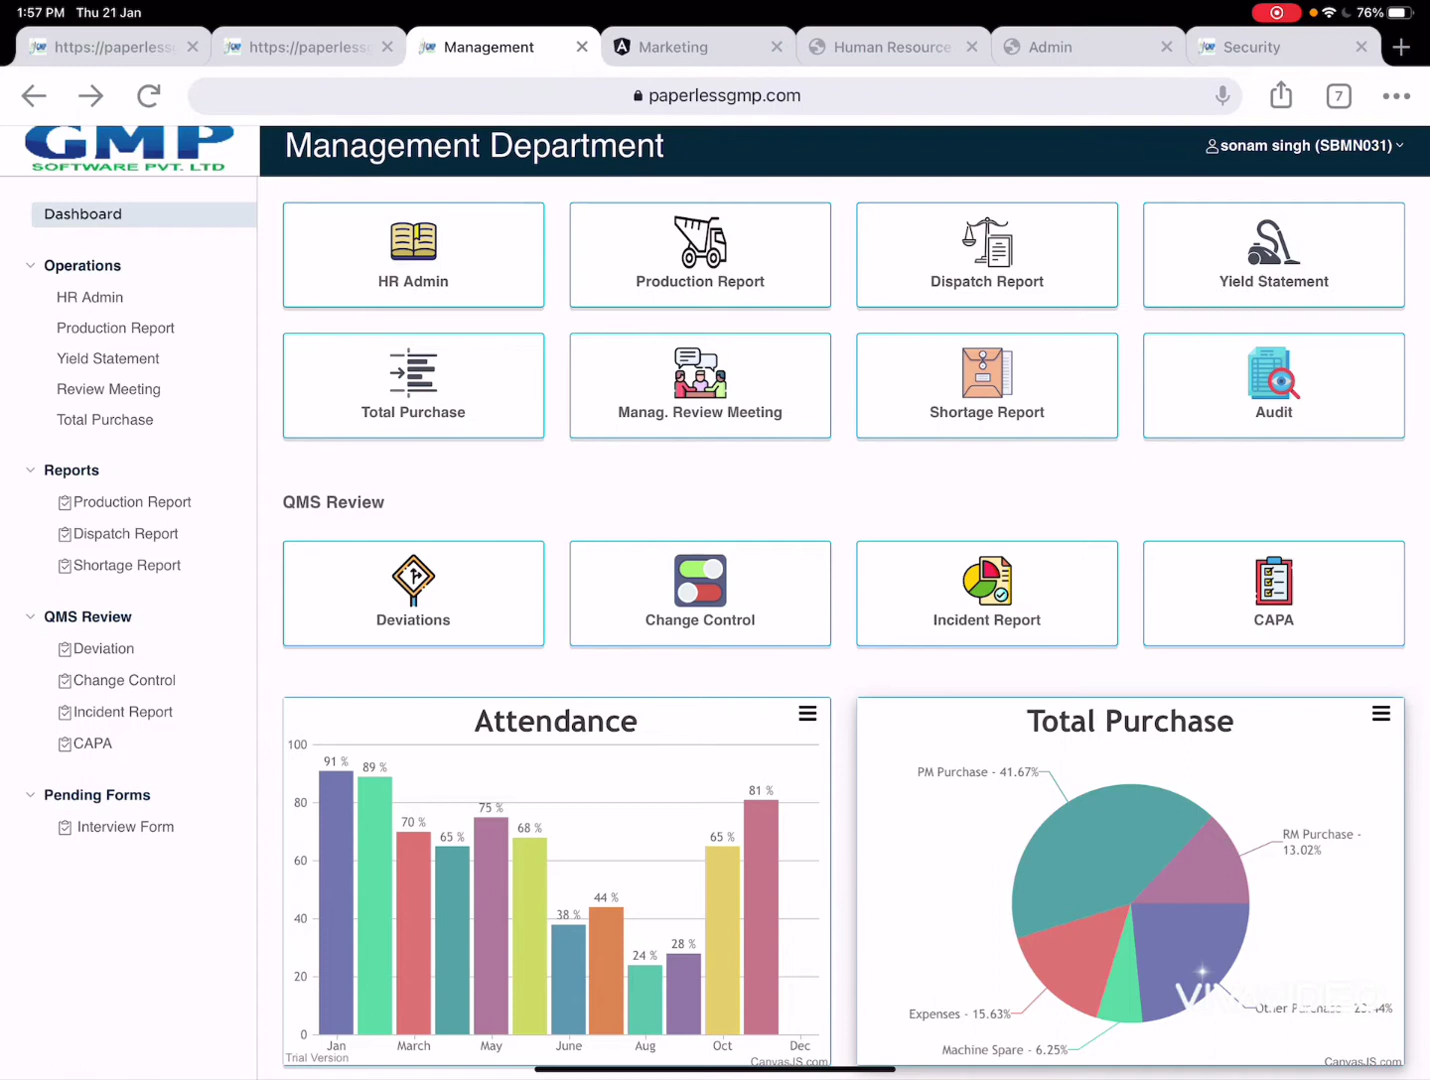 1:57 PM Thu 21 Jan
76%
https://paperless
https://paperless
Management
Marketing
Human Resource
Admin
Security
paperlessgmp.com
7
GMP
SOFTWARE PVT. LTD
Management Department
sonam singh (SBMN031)
Dashboard
Operations
HR Admin
Production Report
Yield Statement
Review Meeting
Total Purchase
Reports
Production Report
Dispatch Report
Shortage Report
QMS Review
Deviation
Change Control
Incident Report
CAPA
Pending Forms
Interview Form
HR Admin
Production Report
Dispatch Report
Yield Statement
Total Purchase
Manag. Review Meeting
Shortage Report
Audit
QMS Review
Deviations
Change Control
Incident Report
CAPA
Attendance
100
80
60
40
20
0
91 %
89 %
70 %
65 %
75 %
68 %
38 %
44 %
24 %
28 %
65 %
81 %
Jan
March
May
June
Aug
Oct
Dec
Trial Version
CanvasJS.com
Total Purchase
PM Purchase - 41.67%
RM Purchase -
13.02%
Expenses - 15.63%
Machine Spare - 6.25%
Other Purchase
CanvasJS.com